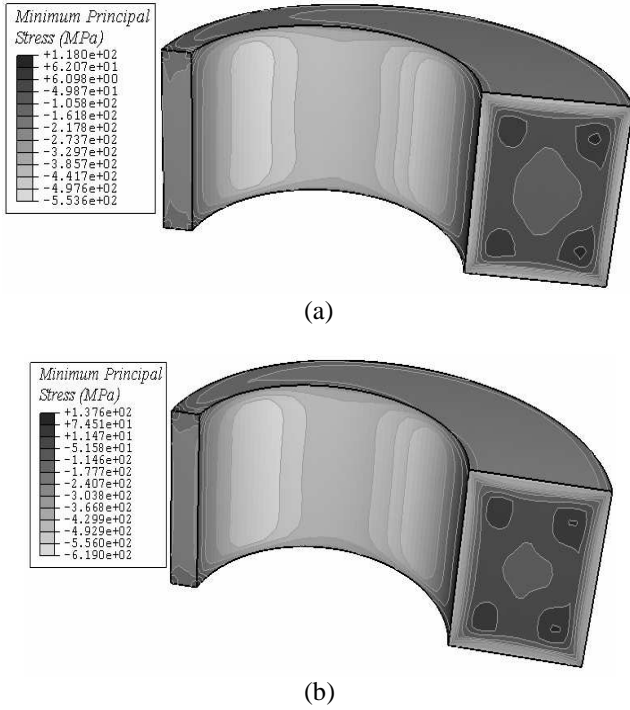 Minimum Principal
Stress (MPa)
+1.180e+02
+6.207e+01
+6.098e+00
-4.987e+01
-1.058e+02
-1.618e+02
-2.178e+02
-2.737e+02
-3.297e+02
-3.857e+02
-4.417e+02
-4.976e+02
-5.536e+02
(a)
Minimum Principal
Stress (MPa)
+1.376e+02
+7.451e+01
+1.147e+01
-5.158e+01
-1.146e+02
-1.777e+02
-2.407e+02
-3.038e+02
-3.668e+02
-4.299e+02
-4.929e+02
-5.560e+02
-6.190e+02
(b)